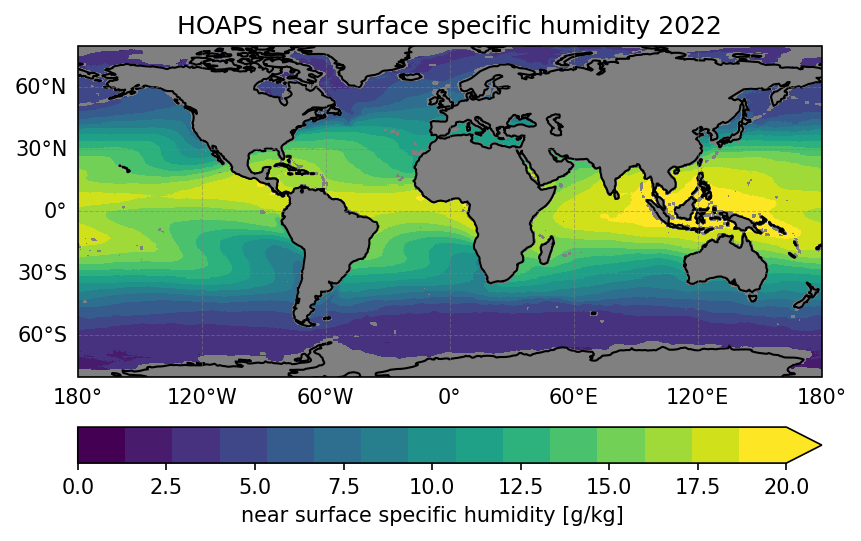 HOAPS near surface specific humidity 2022
60°N
30°N
0°
30°S
60°S
180° 120°W 60°W 0° 60°E 120°E 180°
0.0 2.5 5.0 7.5 10.0 12.5 15.0 17.5 20.0
near surface specific humidity [g/kg]